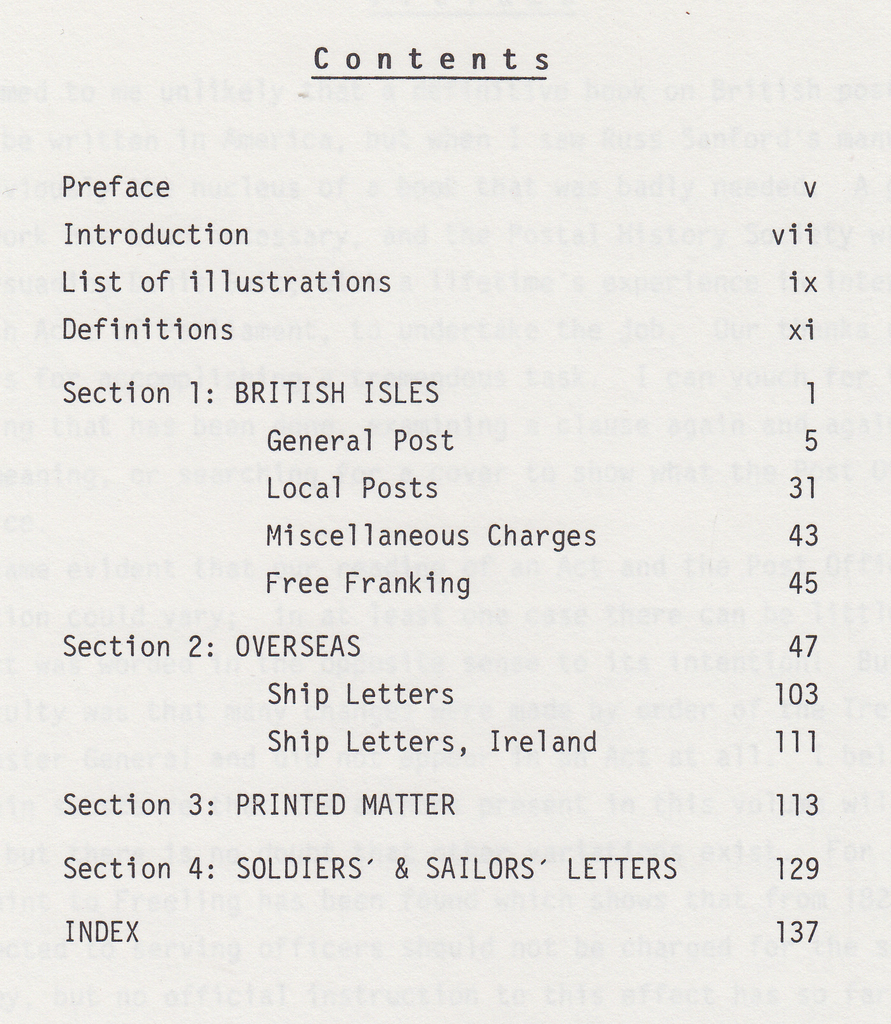 Contents
Preface v
Introduction vii
List of illustrations ix
Definitions xi
Section 1: BRITISH ISLES 1
General Post 5
Local Posts 31
Miscellaneous Charges 43
Free Franking 45
Section 2: OVERSEAS 47
Ship Letters 103
Ship Letters, Ireland 111
Section 3: PRINTED MATTER 113
Section 4: SOLDIERS´ & SAILORS´ LETTERS 129
INDEX 137